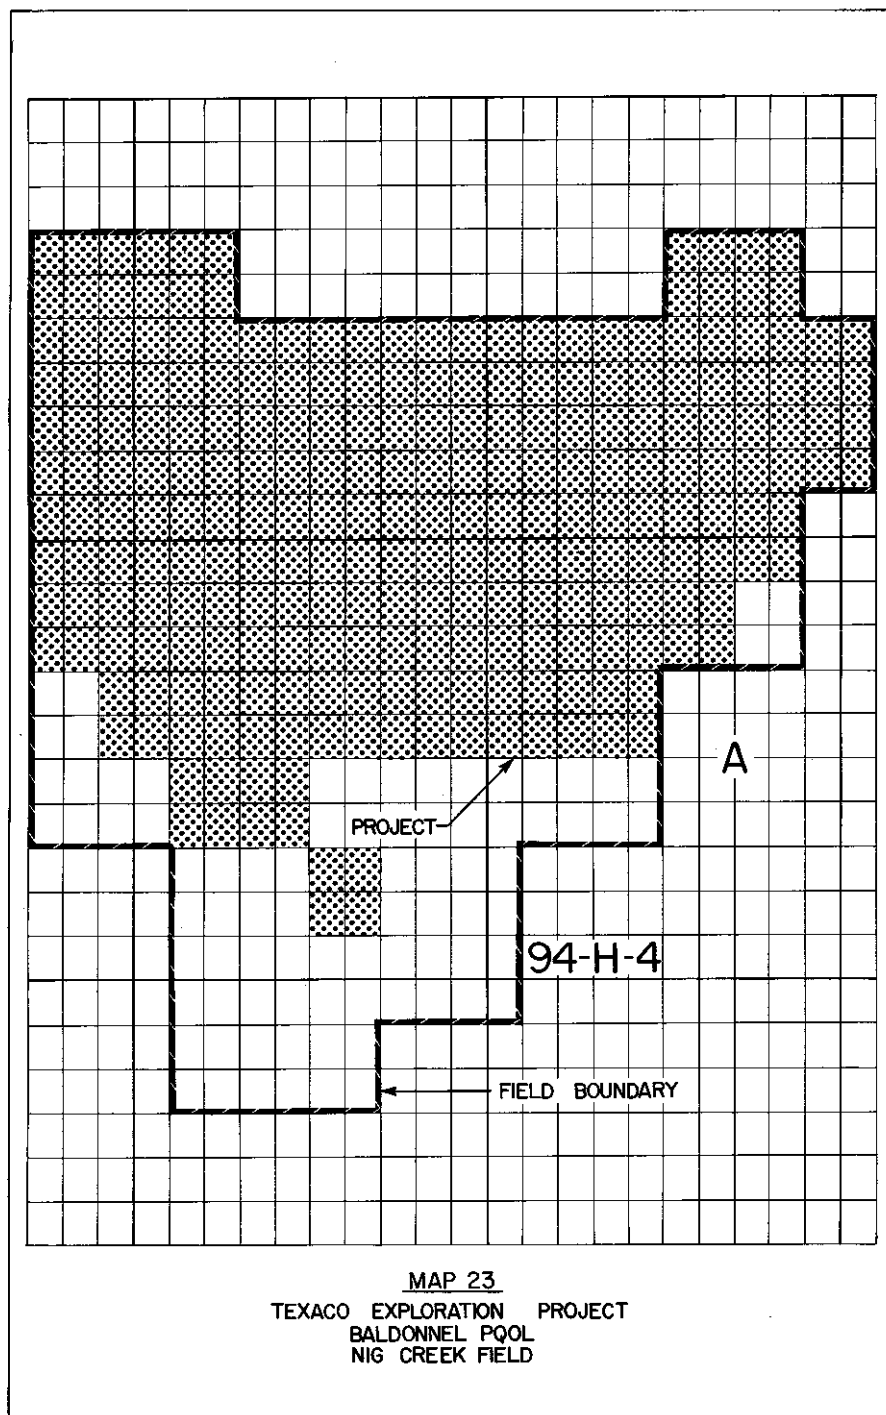 A
PROJECT
94-H-4
FIELD BOUNDARY
MAP 23
TEXACO EXPLORATION PROJECT
BALDONNEL POOL
NIG CREEK FIELD